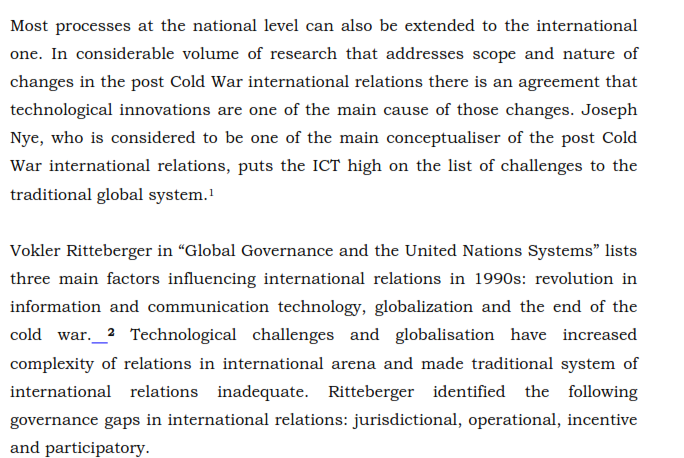 Most processes at the national level can also be extended to the international
one. In considerable volume of research that addresses scope and nature of
changes in the post Cold War international relations there is an agreement that
technological innovations are one of the main cause of those changes. Joseph
Nye, who is considered to be one of the main conceptualiser of the post Cold
War international relations, puts the ICT high on the list of challenges to the
traditional global system.¹
Vokler Ritteberger in “Global Governance and the United Nations Systems” lists
three main factors influencing international relations in 1990s: revolution in
information and communication technology, globalization and the end of the
cold war.  ² Technological challenges and globalisation have increased
complexity of relations in international arena and made traditional system of
international relations inadequate. Ritteberger identified the following
governance gaps in international relations: jurisdictional, operational, incentive
and participatory.